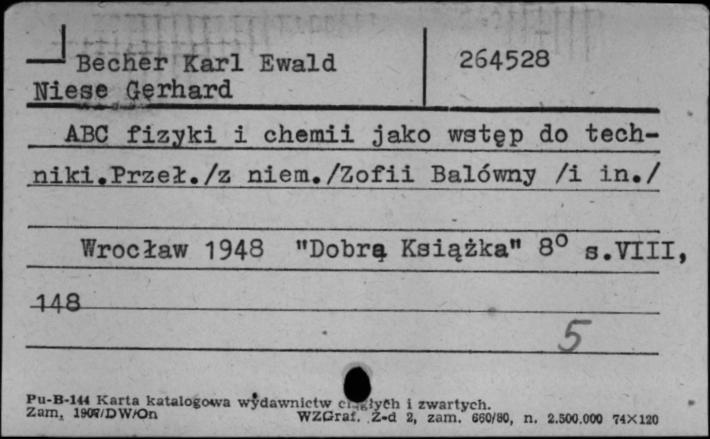 Becher Karl Ewald 264528
Niese Gerhard
ABC fizyki i chemii jako wstęp do tech-
niki.Przeł./z niem./Zofii Balówny /i in./
Wrocław 1948 "Dobrą Książka" 8° s.VIII,
148
5
Pu-B-144 Karta katalogowa wydawnictw ciągłych i zwartych.
Zam. 1907/DW/On WZGraf. Z-d 2, zam. 660/80, n. 2.500.000 74×120